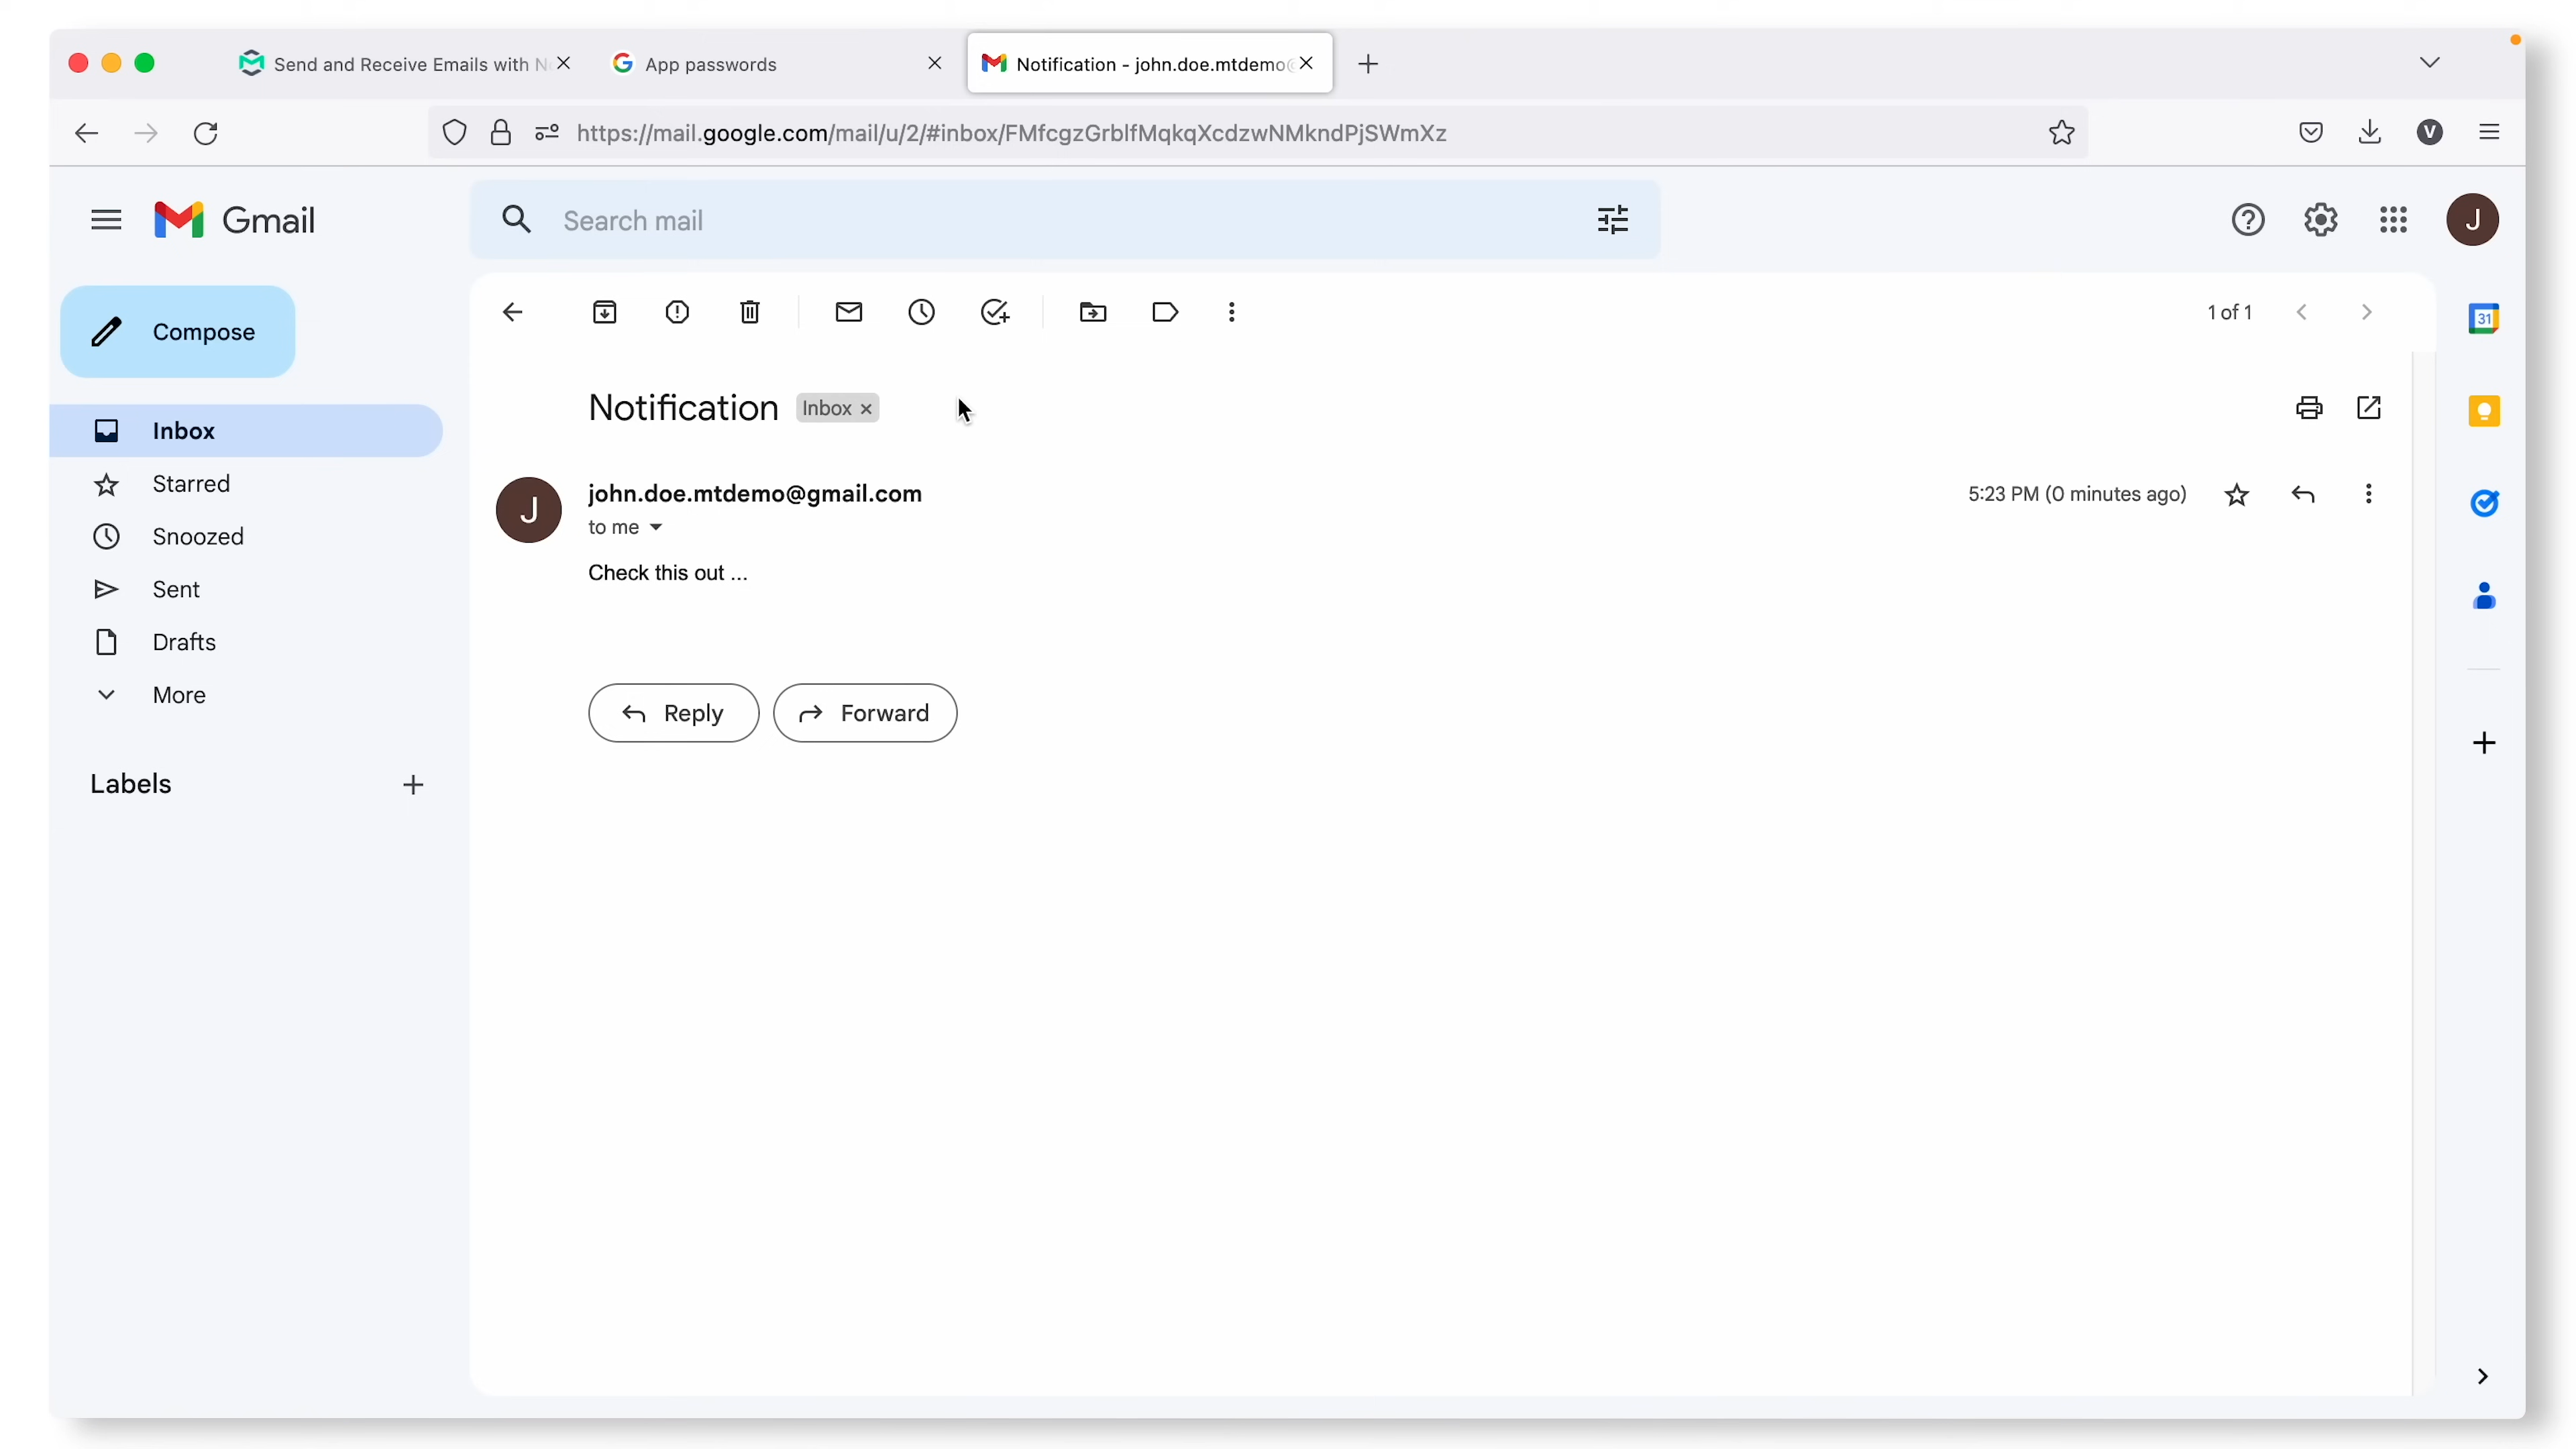 Send and Receive Emails with N
App passwords
Notification - john.doe.mtdemo@
https://mail.google.com/mail/u/2/#inbox/FMfcgzGrblfMqkqXcdzwNMkndPjSWmXz
V
Gmail
Search mail
J
Compose
1 of 1
31
Notification
Inbox ×
Inbox
Starred
Snoozed
Sent
Drafts
More
Labels
J
john.doe.mtdemo@gmail.com
5:23 PM (0 minutes ago)
to me
Check this out ...
Reply
Forward